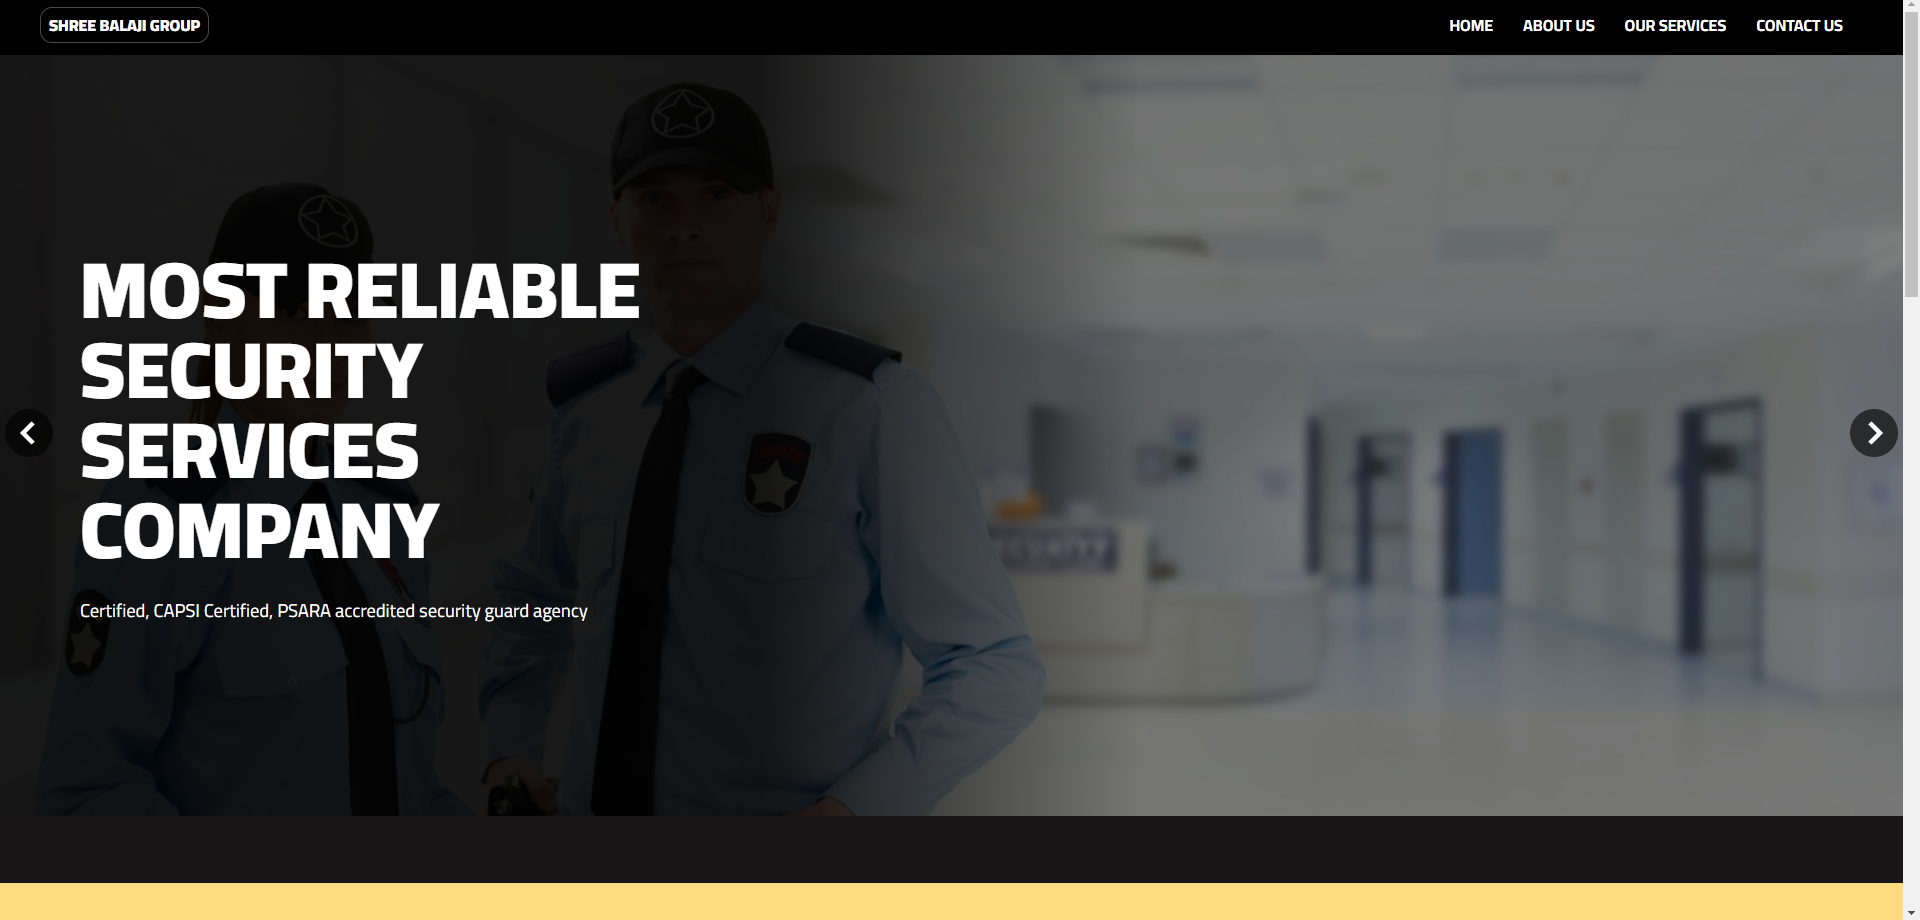 SHREE BALAJI GROUP
HOME ABOUT US OUR SERVICES CONTACT US
MOST RELIABLE
SECURITY
SERVICES
COMPANY
Certified, CAPSI Certified, PSARA accredited security guard agency